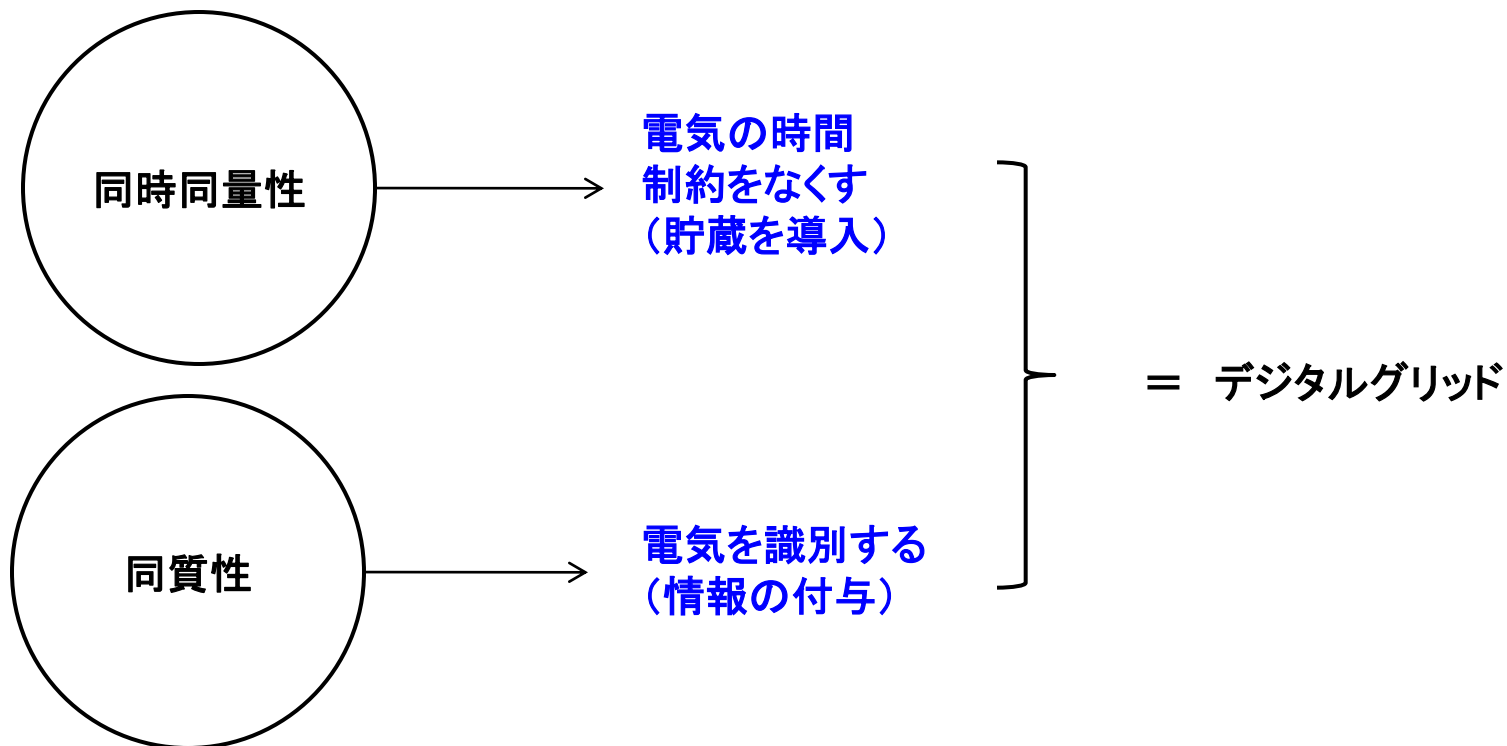 同時同量性
電気の時間
制約をなくす
（貯蔵を導入）
同質性
電気を識別する
（情報の付与）
＝ デジタルグリッド